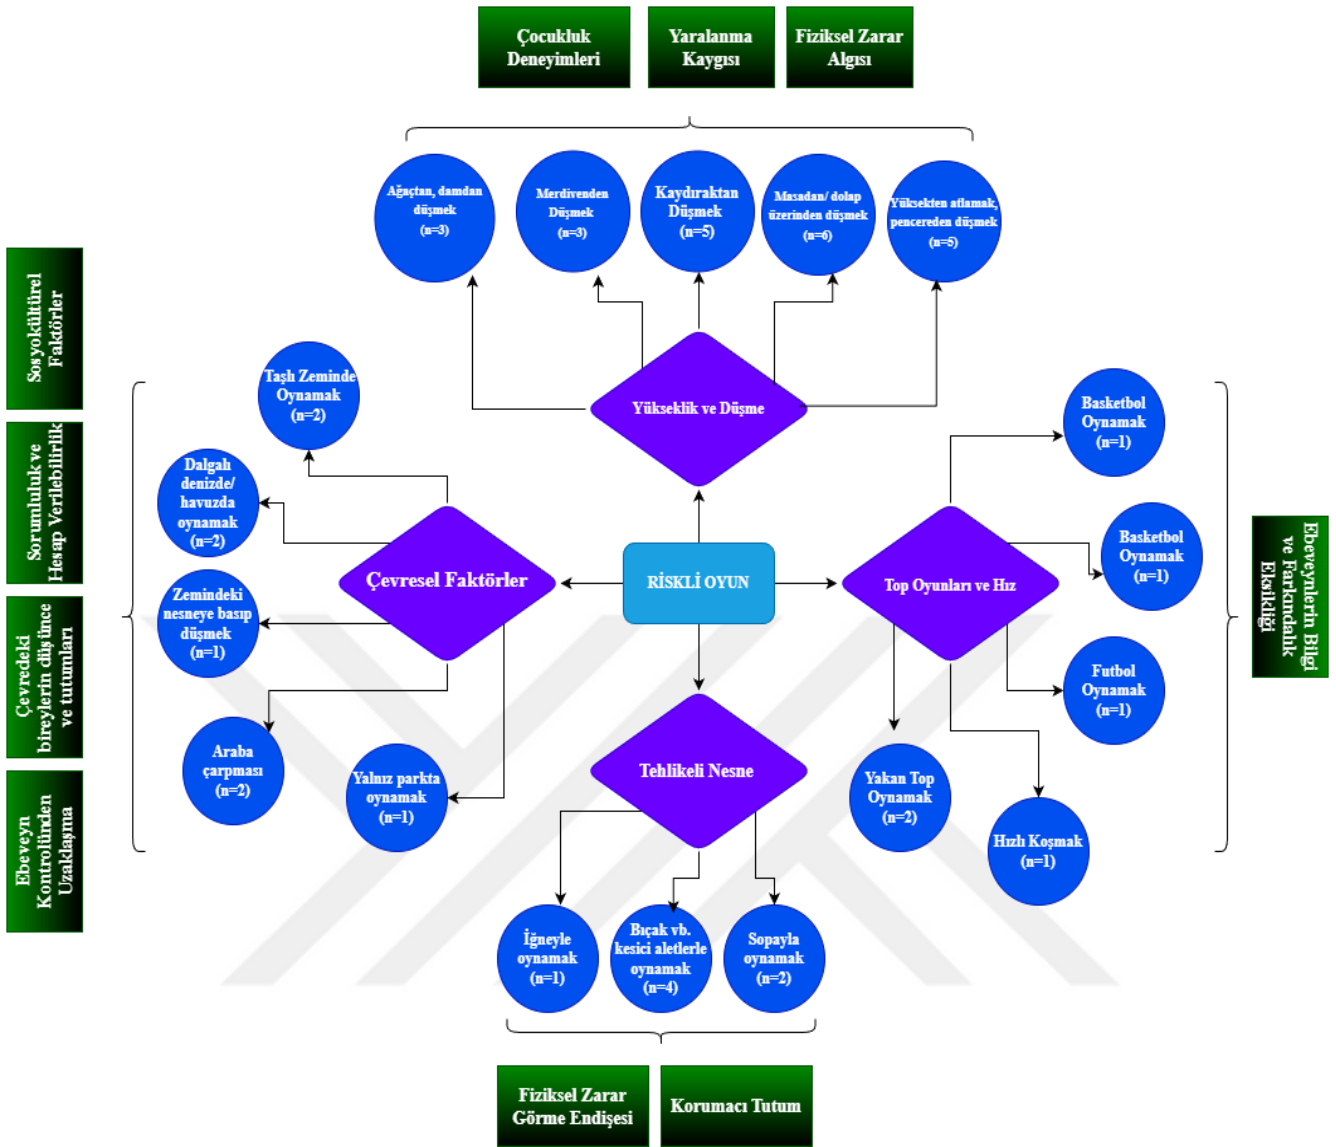 Çocukluk
Deneyimleri
Yaralanma
Kaygısı
Fiziksel Zarar
Algısı
Ağaçtan, damdan
düşmek
(n=3)
Merdivenden
Düşmek
(n=3)
Kaydıraktan
Düşmek
(n=5)
Masadan/ dolap
üzerinden düşmek
(n=6)
Yüksekten atlamak,
pencereden düşmek
(n=5)
Yükseklik ve Düşme
Sosyokültürel
Faktörler
Sorumluluk ve
Hesap Verilebilirlik
Çevredeki
bireylerin düşünce
ve tutumları
Ebeveyn
Kontrolünden
Uzaklaşma
Taşlı Zeminde
Oynamak
(n=2)
Dalgalı
denizde/
havuzda
oynamak
(n=2)
Zemindeki
nesneye basıp
düşmek
(n=1)
Araba
çarpması
(n=2)
Yalnız parkta
oynamak
(n=1)
Çevresel Faktörler
RİSKLİ OYUN
Top Oyunları ve Hız
Basketbol
Oynamak
(n=1)
Basketbol
Oynamak
(n=1)
Futbol
Oynamak
(n=1)
Yakan Top
Oynamak
(n=2)
Hızlı Koşmak
(n=1)
Ebeveynlerin Bilgi
ve Farkındalık
Eksikliği
Tehlikeli Nesne
İğneyle
oynamak
(n=1)
Bıçak vb.
kesici aletlerle
oynamak
(n=4)
Sopayla
oynamak
(n=2)
Fiziksel Zarar
Görme Endişesi
Korumacı Tutum